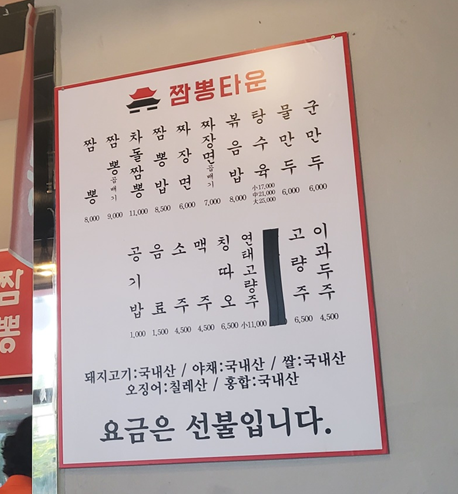 짬뽕타운
짬뽕 8,000
짬뽕곱배기 9,000
차돌짬뽕 11,000
짬뽕밥 8,500
짜장면 6,000
짜장면곱배기 7,000
볶음밥 8,000
탕수육 小17,000 中21,000 大25,000
물만두 6,000
군만두 6,000
공기밥 1,000
음료 1,500
소주 4,500
맥주 4,500
칭따오 6,500
연태고량주 小11,000
고량주 6,500
이과두주 4,500
돼지고기:국내산 / 야채:국내산 / 쌀:국내산
오징어:칠레산 / 홍합:국내산
요금은 선불입니다.
짬뽕